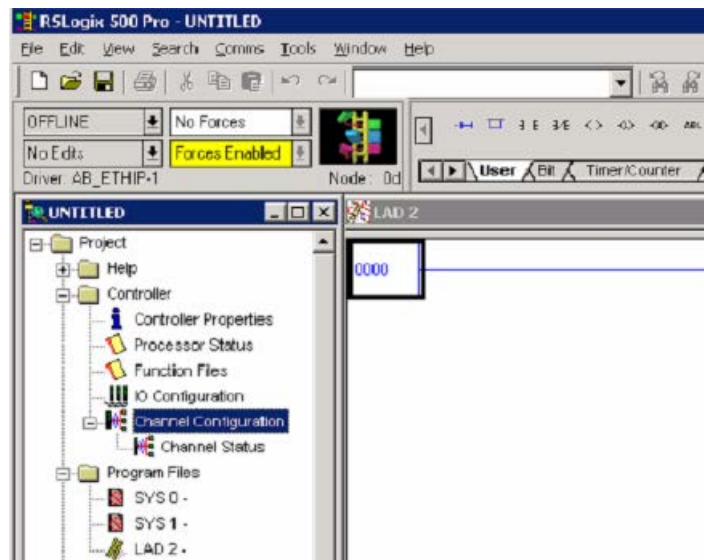 RSLogix 500 Pro - UNTITLED
File Edit View Search Comms Tools Window Help
OFFLINE
No Forces
No Edits
Forces Enabled
Driver: AB_ETHIP-1
Node: 0d
ABL
User Bit Timer/Counter
UNTITLED
LAD 2
Project
Help
Controller
Controller Properties
Processor Status
Function Files
IO Configuration
Channel Configuration
Channel Status
Program Files
SYS 0 -
SYS 1 -
LAD 2 -
0000